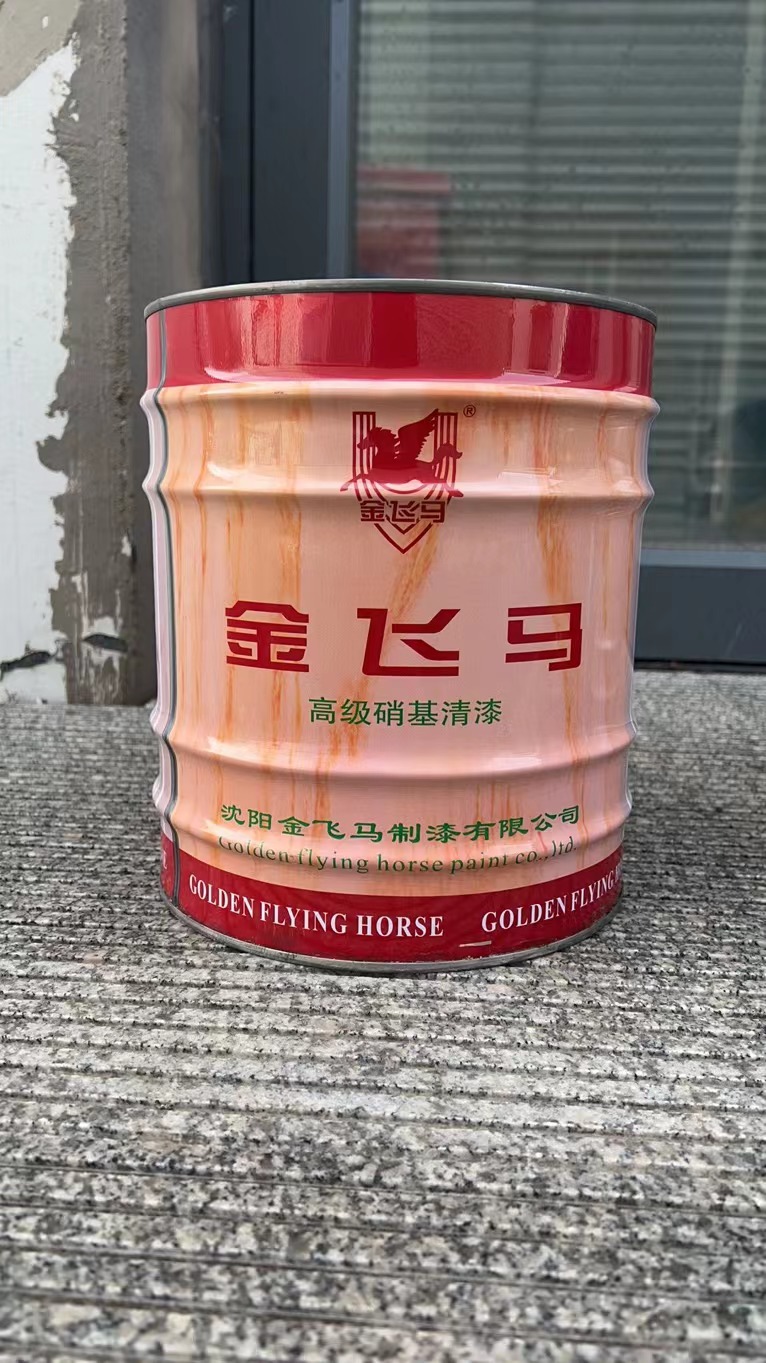 ®
金飞马
金飞马
高级硝基清漆
沈阳金飞马制漆有限公司
Golden-flying horse paint co.,ltd.
GOLDEN FLYING HORSE GOLDEN FLYING